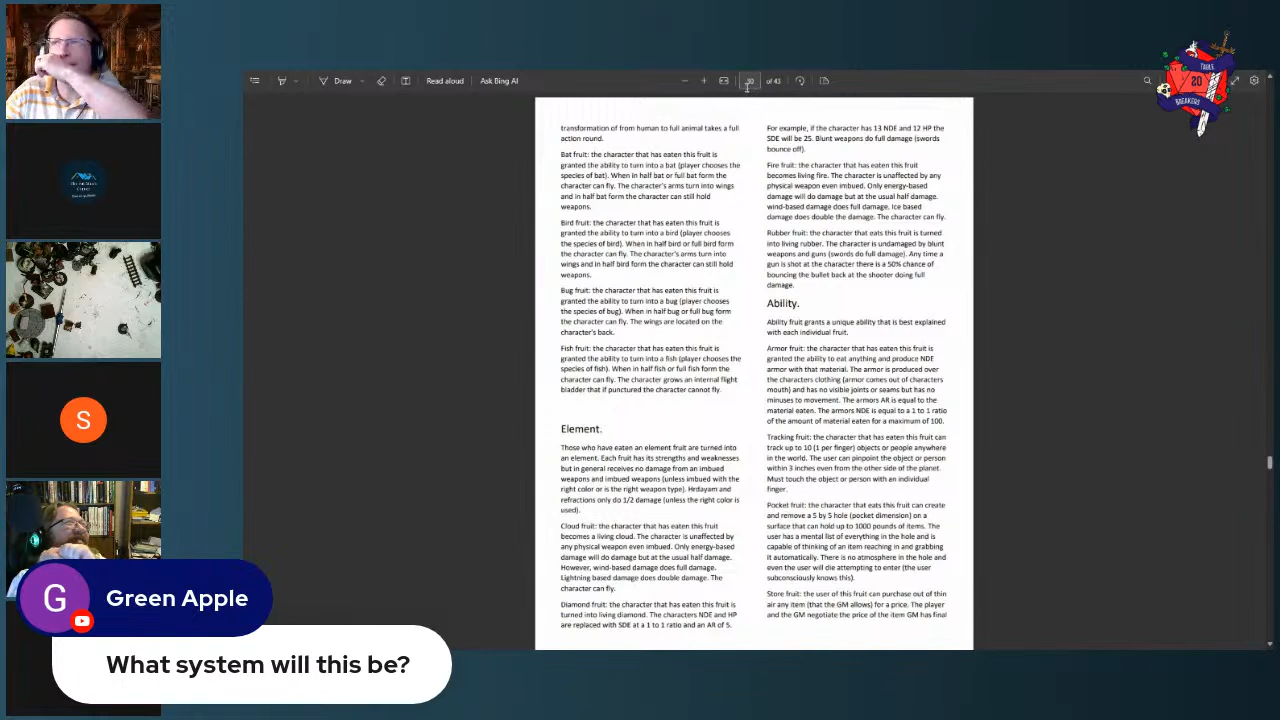 Draw
Read aloud
Ask Bing AI
30
of 43
TABLE
20
BREAKERS
transformation of from human to full animal takes a full
action round.
Bat fruit: the character that has eaten this fruit is
granted the ability to turn into a bat (player chooses the
species of bat). When in half bat or full bat form the
character can fly. The character's arms turn into wings
and in half bat form the character can still hold
weapons.
Bird fruit: the character that has eaten this fruit is
granted the ability to turn into a bird (player chooses
the species of bird). When in half bird or full bird form
the character can fly. The character's arms turn into
wings and in half bird form the character can still hold
weapons.
Bug fruit: the character that has eaten this fruit is
granted the ability to turn into a bug (player chooses
the species of bug). When in half bug or full bug form
the character can fly. The wings are located on the
character's back.
Fish fruit: the character that has eaten this fruit is
granted the ability to turn into a fish (player chooses the
species of fish). When in half fish or full fish form the
character can fly. The character grows an internal flight
bladder that if punctured the character cannot fly.
Element.
Those who have eaten an element fruit are turned into
an element. Each fruit has its strengths and weaknesses
but in general receives no damage from an imbued
weapons and imbued weapons (unless imbued with the
right color or is the right weapon type). Hrdayam and
refractions only do 1/2 damage (unless the right color is
used).
Cloud fruit: the character that has eaten this fruit
becomes a living cloud. The character is unaffected by
any physical weapon even imbued. Only energy-based
damage will do damage but at the usual half damage.
However, wind-based damage does full damage.
Lightning based damage does double damage. The
character can fly.
Diamond fruit: the character that has eaten this fruit is
turned into living diamond. The characters NDE and HP
are replaced with SDE at a 1 to 1 ratio and an AR of 5.
For example, if the character has 13 NDE and 12 HP the
SDE will be 25. Blunt weapons do full damage (swords
bounce off).
Fire fruit: the character that has eaten this fruit
becomes living fire. The character is unaffected by any
physical weapon even imbued. Only energy-based
damage will do damage but at the usual half damage.
wind-based damage does full damage. Ice based
damage does double the damage. The character can fly.
Rubber fruit: the character that eats this fruit is turned
into living rubber. The character is undamaged by blunt
weapons and guns (swords do full damage). Any time a
gun is shot at the character there is a 50% chance of
bouncing the bullet back at the shooter doing full
damage.
Ability.
Ability fruit grants a unique ability that is best explained
with each individual fruit.
Armor fruit: the character that has eaten this fruit is
granted the ability to eat anything and produce NDE
armor with that material. The armor is produced over
the characters clothing (armor comes out of characters
mouth) and has no visible joints or seams but has no
minuses to movement. The armors AR is equal to the
material eaten. The armors NDE is equal to a 1 to 1 ratio
of the amount of material eaten for a maximum of 100.
Tracking fruit: the character that has eaten this fruit can
track up to 10 (1 per finger) objects or people anywhere
in the world. The user can pinpoint the object or person
within 3 inches even from the other side of the planet.
Must touch the object or person with an individual
finger.
Pocket fruit: the character that eats this fruit can create
and remove a 5 by 5 hole (pocket dimension) on a
surface that can hold up to 1000 pounds of items. The
user has a mental list of everything in the hole and is
capable of thinking of an item reaching in and grabbing
it automatically. There is no atmosphere in the hole and
even the user will die attempting to enter (the user
subconsciously knows this).
Store fruit: the user of this fruit can purchase out of thin
air any item (that the GM allows) for a price. The player
and the GM negotiate the price of the item GM has final
S
G
Green Apple
What system will this be?